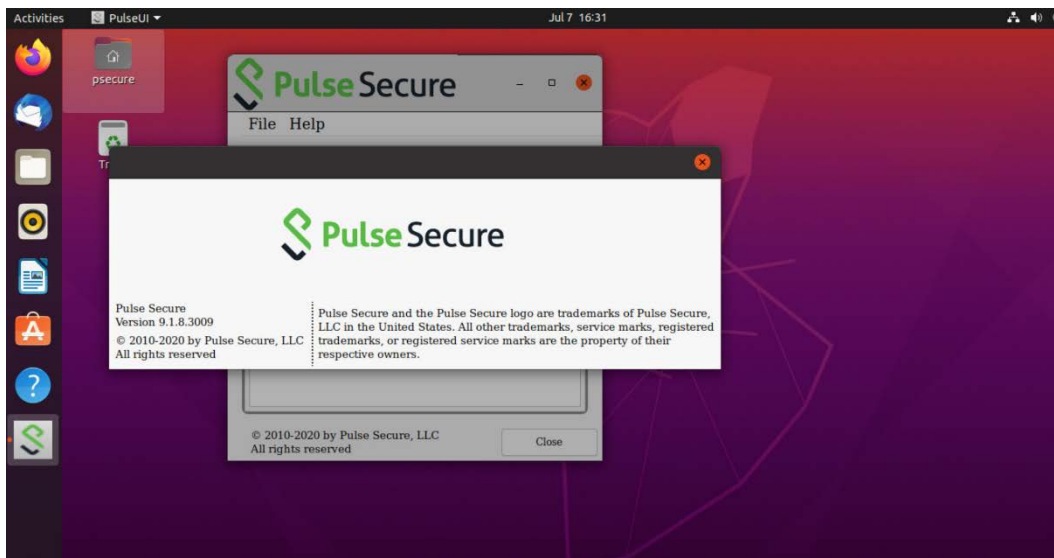 Activities
PulseUI
Jul 7 16:31
psecure
Pulse Secure
File Help
Pulse Secure
Pulse Secure
Version 9.1.8.3009
© 2010-2020 by Pulse Secure, LLC
All rights reserved
Pulse Secure and the Pulse Secure logo are trademarks of Pulse Secure,
LLC in the United States. All other trademarks, service marks, registered
trademarks, or registered service marks are the property of their
respective owners.
© 2010-2020 by Pulse Secure, LLC
All rights reserved
Close